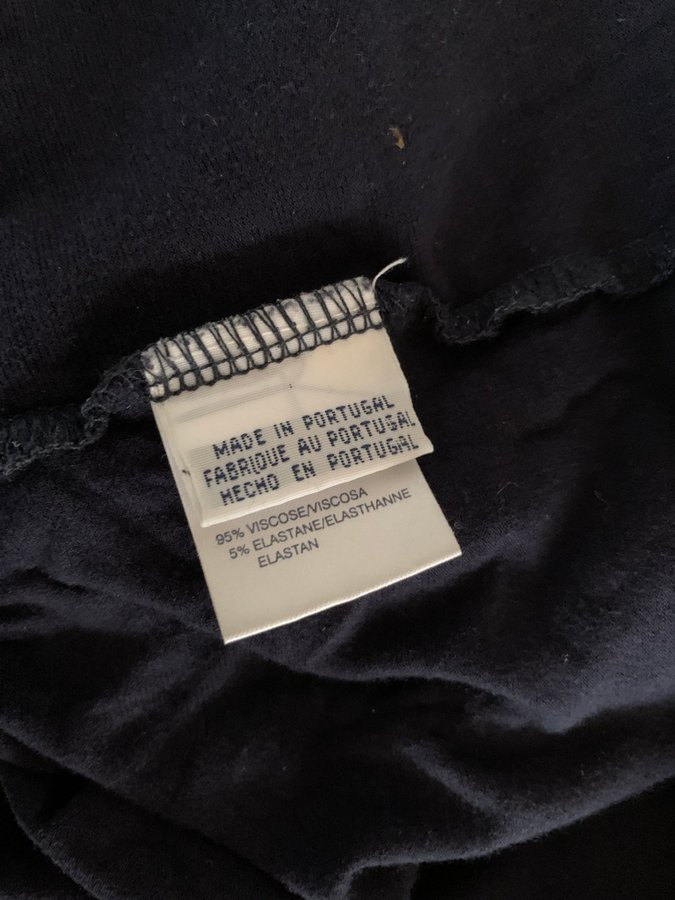 MADE IN PORTUGAL
FABRIQUE AU PORTUGAL
HECHO EN PORTUGAL
95% VISCOSE/VISCOSA
5% ELASTANE/ELASTHANNE
ELASTAN